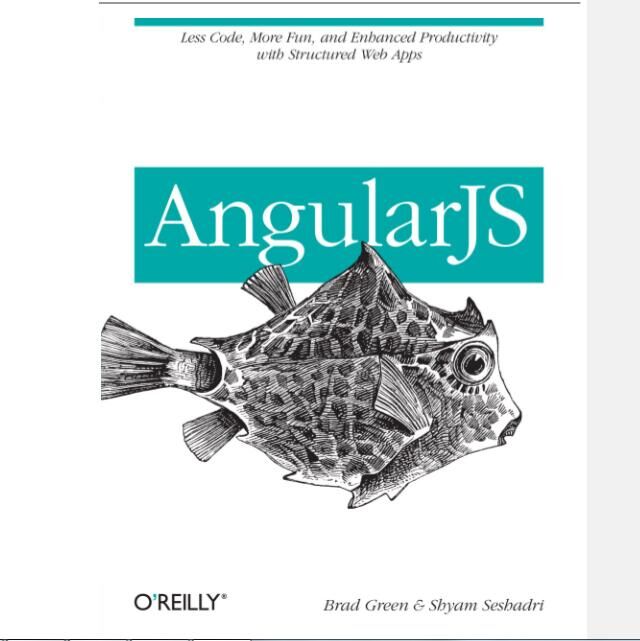 Less Code, More Fun, and Enhanced Productivity
with Structured Web Apps
AngularJS
O'REILLY®
Brad Green & Shyam Seshadri